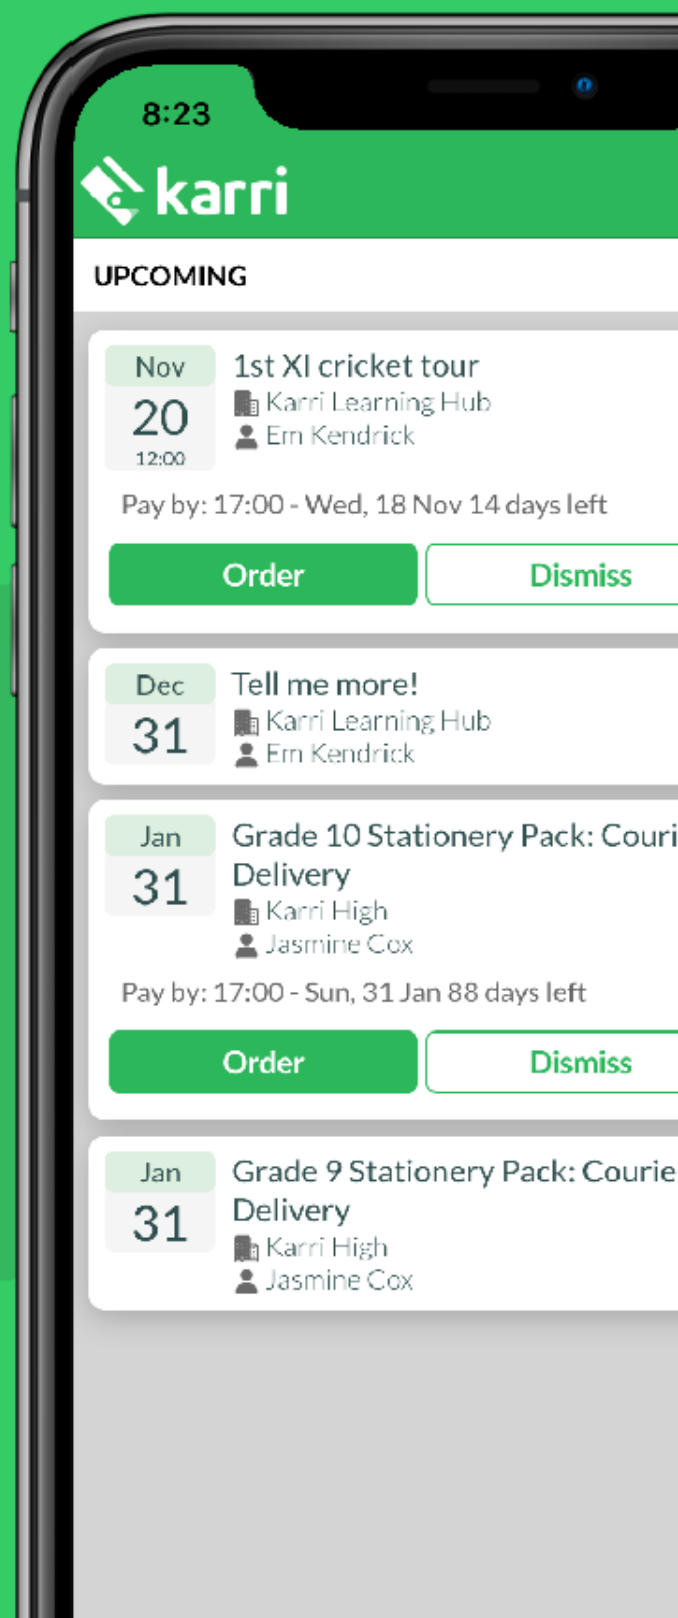 8:23
karri
UPCOMING
Nov
20
12:00
1st XI cricket tour
Karri Learning Hub
Em Kendrick
Pay by: 17:00 - Wed, 18 Nov 14 days left
Order
Dismiss
Dec
31
Tell me more!
Karri Learning Hub
Em Kendrick
Jan
31
Grade 10 Stationery Pack: Couri
Delivery
Karri High
Jasmine Cox
Pay by: 17:00 - Sun, 31 Jan 88 days left
Order
Dismiss
Jan
31
Grade 9 Stationery Pack: Courie
Delivery
Karri High
Jasmine Cox